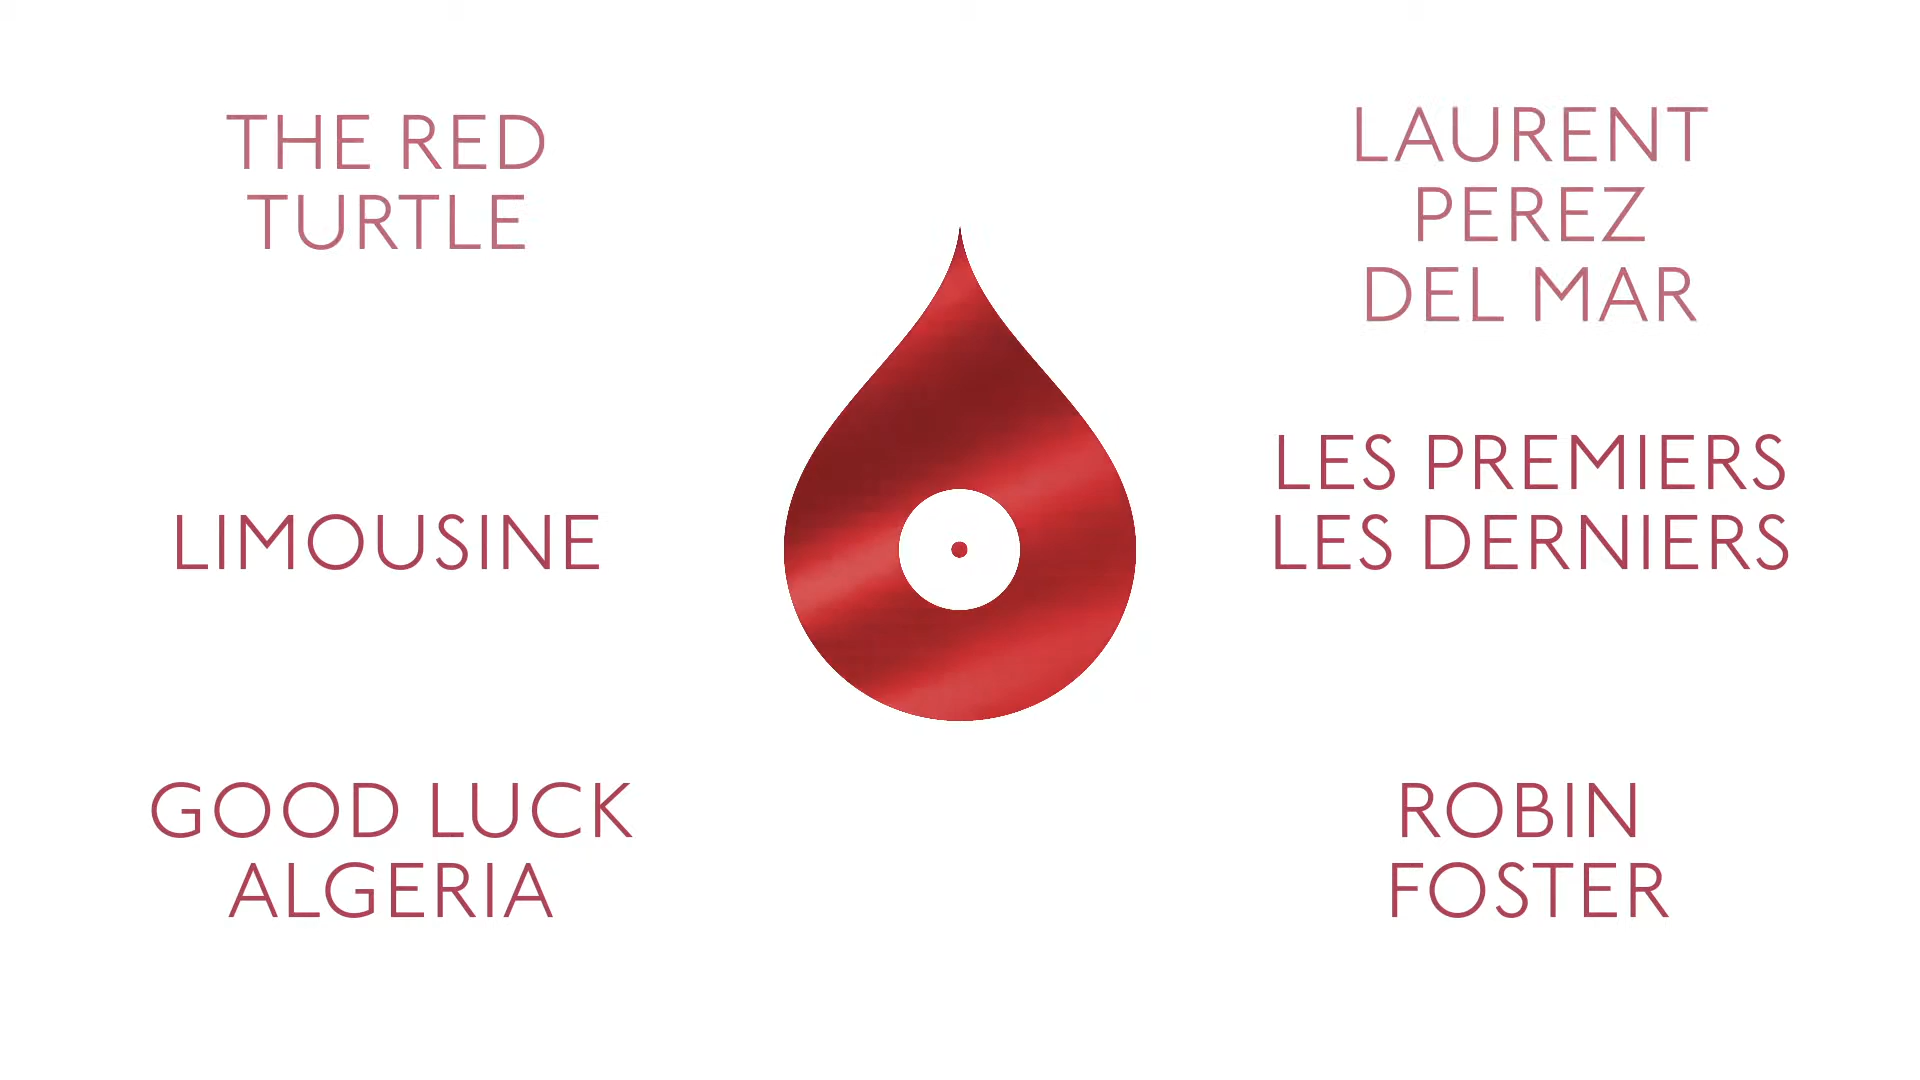 THE RED
TURTLE
LAURENT
PEREZ
DEL MAR
LIMOUSINE
LES PREMIERS
LES DERNIERS
GOOD LUCK
ALGERIA
ROBIN
FOSTER